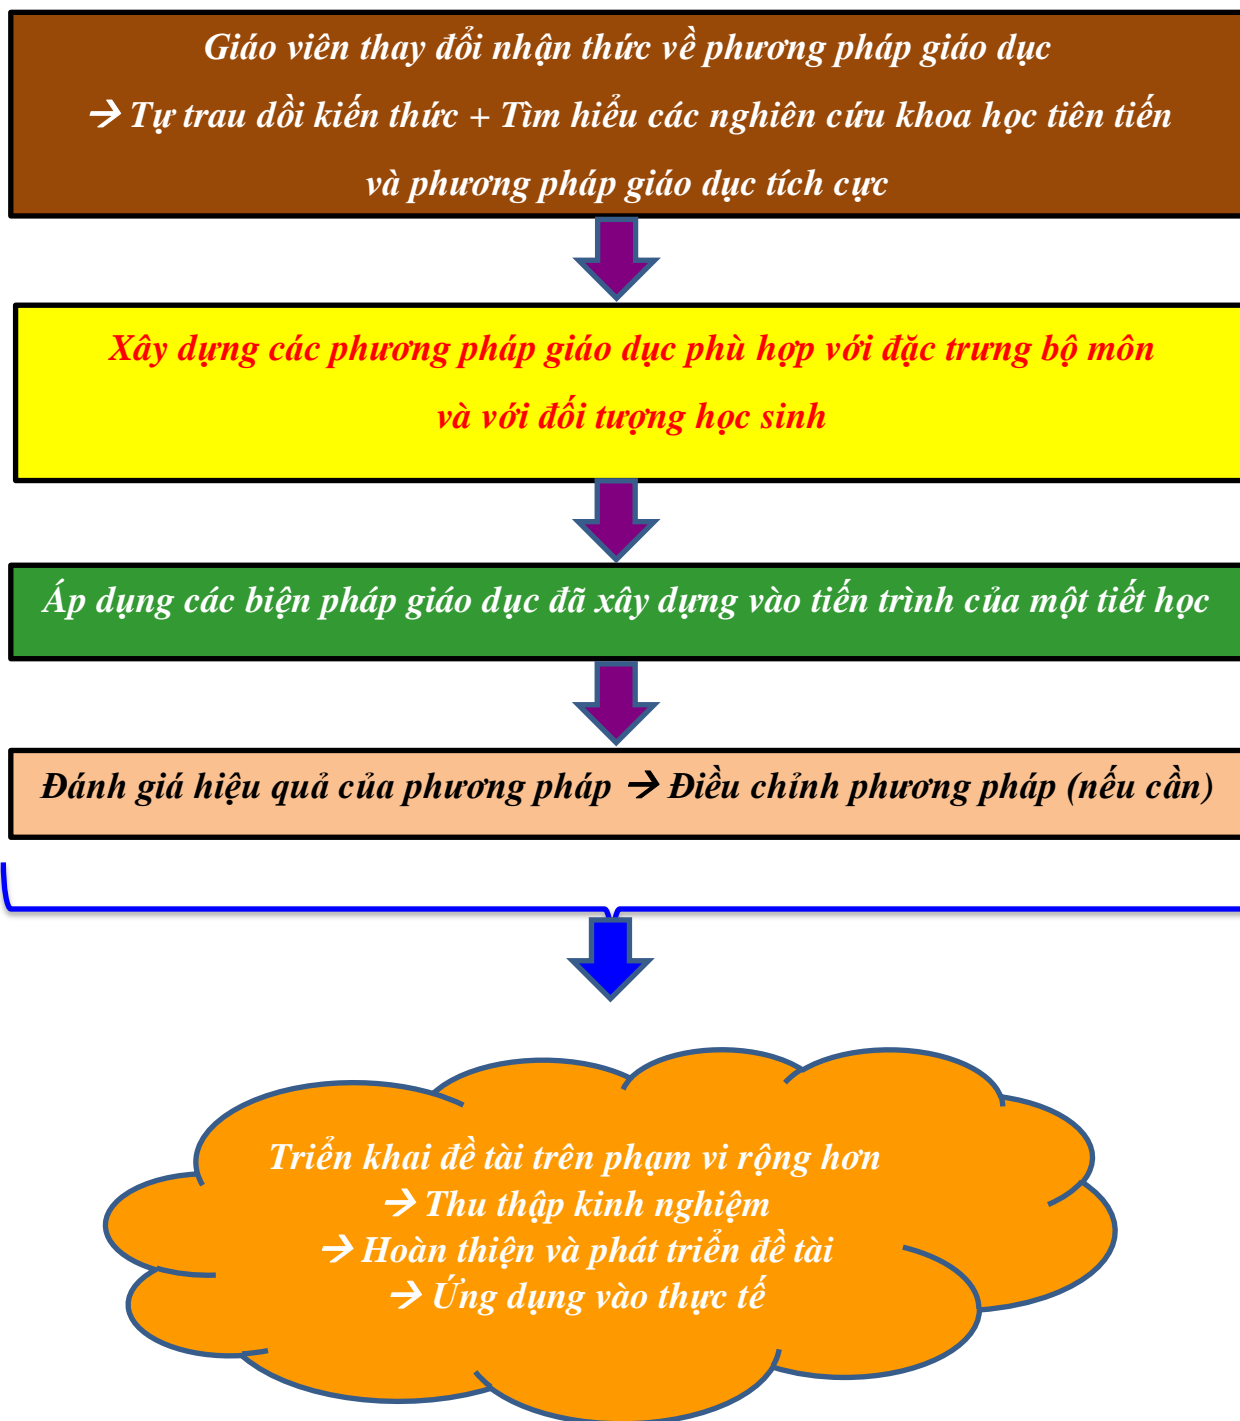 Giáo viên thay đổi nhận thức về phương pháp giáo dục
→ Tự trau dồi kiến thức + Tìm hiểu các nghiên cứu khoa học tiên tiến
và phương pháp giáo dục tích cực
Xây dựng các phương pháp giáo dục phù hợp với đặc trưng bộ môn
và với đối tượng học sinh
Áp dụng các biện pháp giáo dục đã xây dựng vào tiến trình của một tiết học
Đánh giá hiệu quả của phương pháp → Điều chỉnh phương pháp (nếu cần)
Triển khai đề tài trên phạm vi rộng hơn
→ Thu thập kinh nghiệm
→ Hoàn thiện và phát triển đề tài
→ Ứng dụng vào thực tế